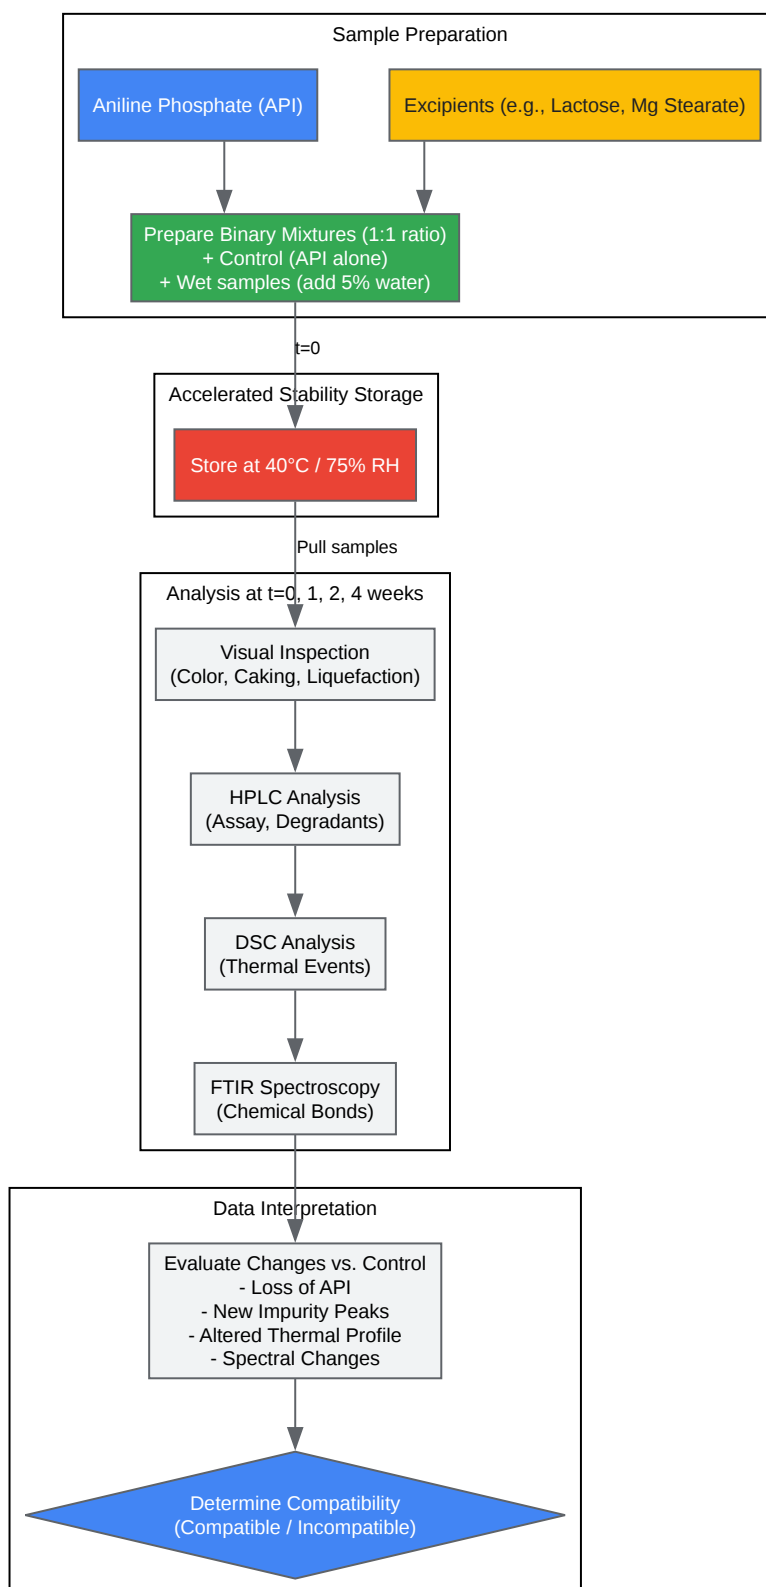 Sample Preparation
Aniline Phosphate (API)
Excipients (e.g., Lactose, Mg Stearate)
Prepare Binary Mixtures (1:1 ratio)
+ Control (API alone)
+ Wet samples (add 5% water)
t=0
Accelerated Stability Storage
Store at 40°C / 75% RH
Pull samples
Analysis at t=0, 1, 2, 4 weeks
Visual Inspection
(Color, Caking, Liquefaction)
HPLC Analysis
(Assay, Degradants)
DSC Analysis
(Thermal Events)
FTIR Spectroscopy
(Chemical Bonds)
Data Interpretation
Evaluate Changes vs. Control
- Loss of API
- New Impurity Peaks
- Altered Thermal Profile
- Spectral Changes
Determine Compatibility
(Compatible / Incompatible)